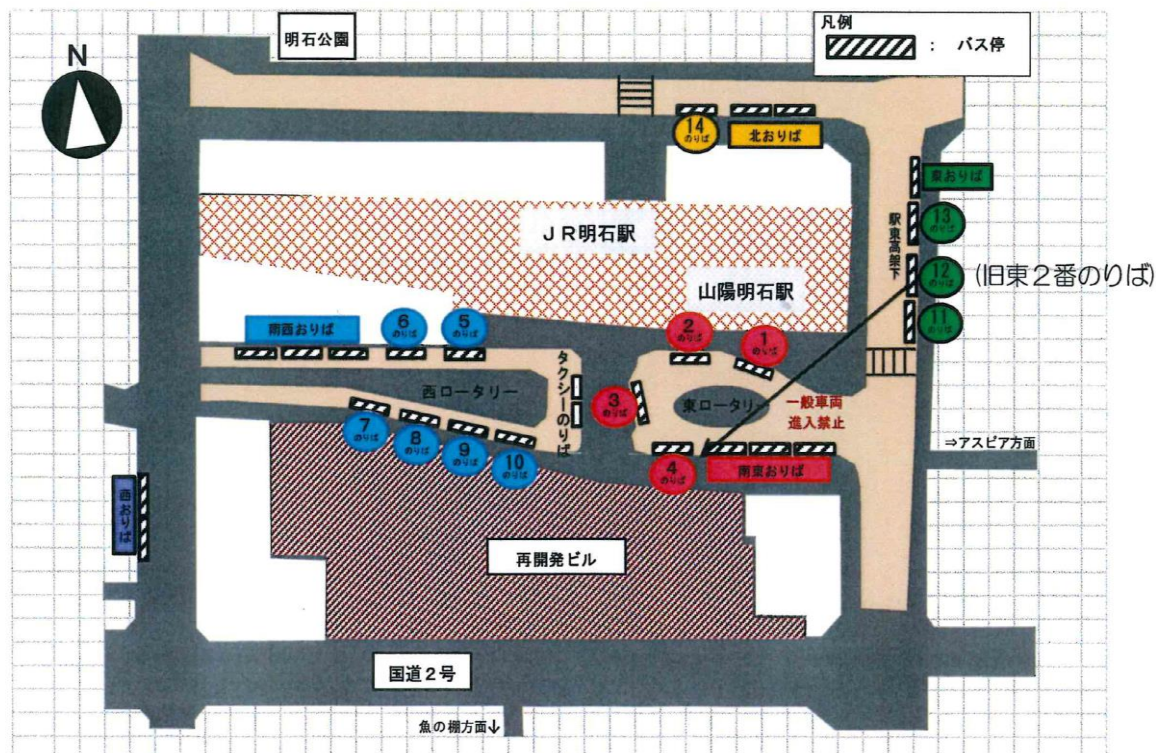 明石公園
凡例
： バス停
N
14
のりば
北おりば
東おりば
13
のりば
駅東高架下
12
のりば
(旧東２番のりば)
11
のりば
ＪＲ明石駅
山陽明石駅
南西おりば
6
のりば
5
のりば
2
のりば
1
のりば
タクシーのりば
西ロータリー
3
のりば
東ロータリー
一般車両
進入禁止
7
のりば
8
のりば
9
のりば
10
のりば
4
のりば
南東おりば
⇒アスピア方面
西おりば
再開発ビル
国道２号
魚の棚方面↓